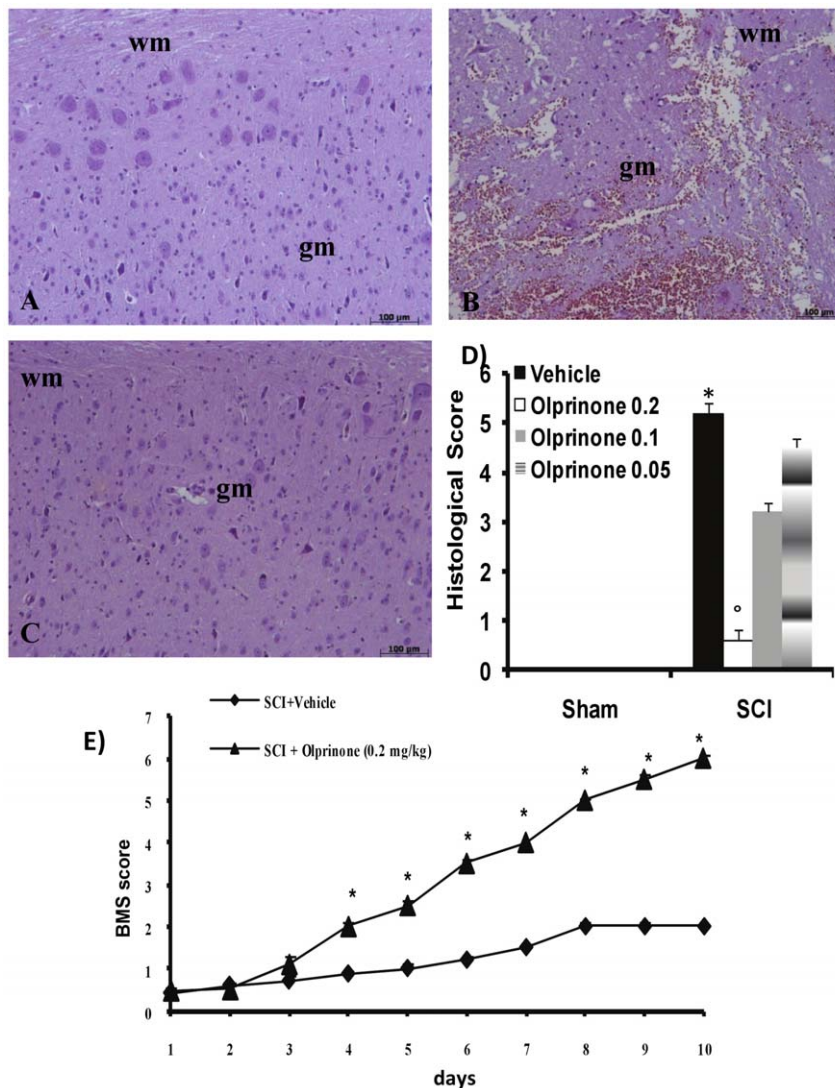 wm
gm
A
100 µm
wm
gm
B
100 µm
wm
gm
C
100 µm
D)
Histological Score
6
5
4
3
2
1
0
Vehicle
Olprinone 0.2
Olprinone 0.1
Olprinone 0.05
*
°
Sham
SCI
E)
SCI+Vehicle
SCI + Olprinone (0.2 mg/kg)
BMS score
7
6
5
4
3
2
1
0
* * * * * * *
1 2 3 4 5 6 7 8 9 10
days